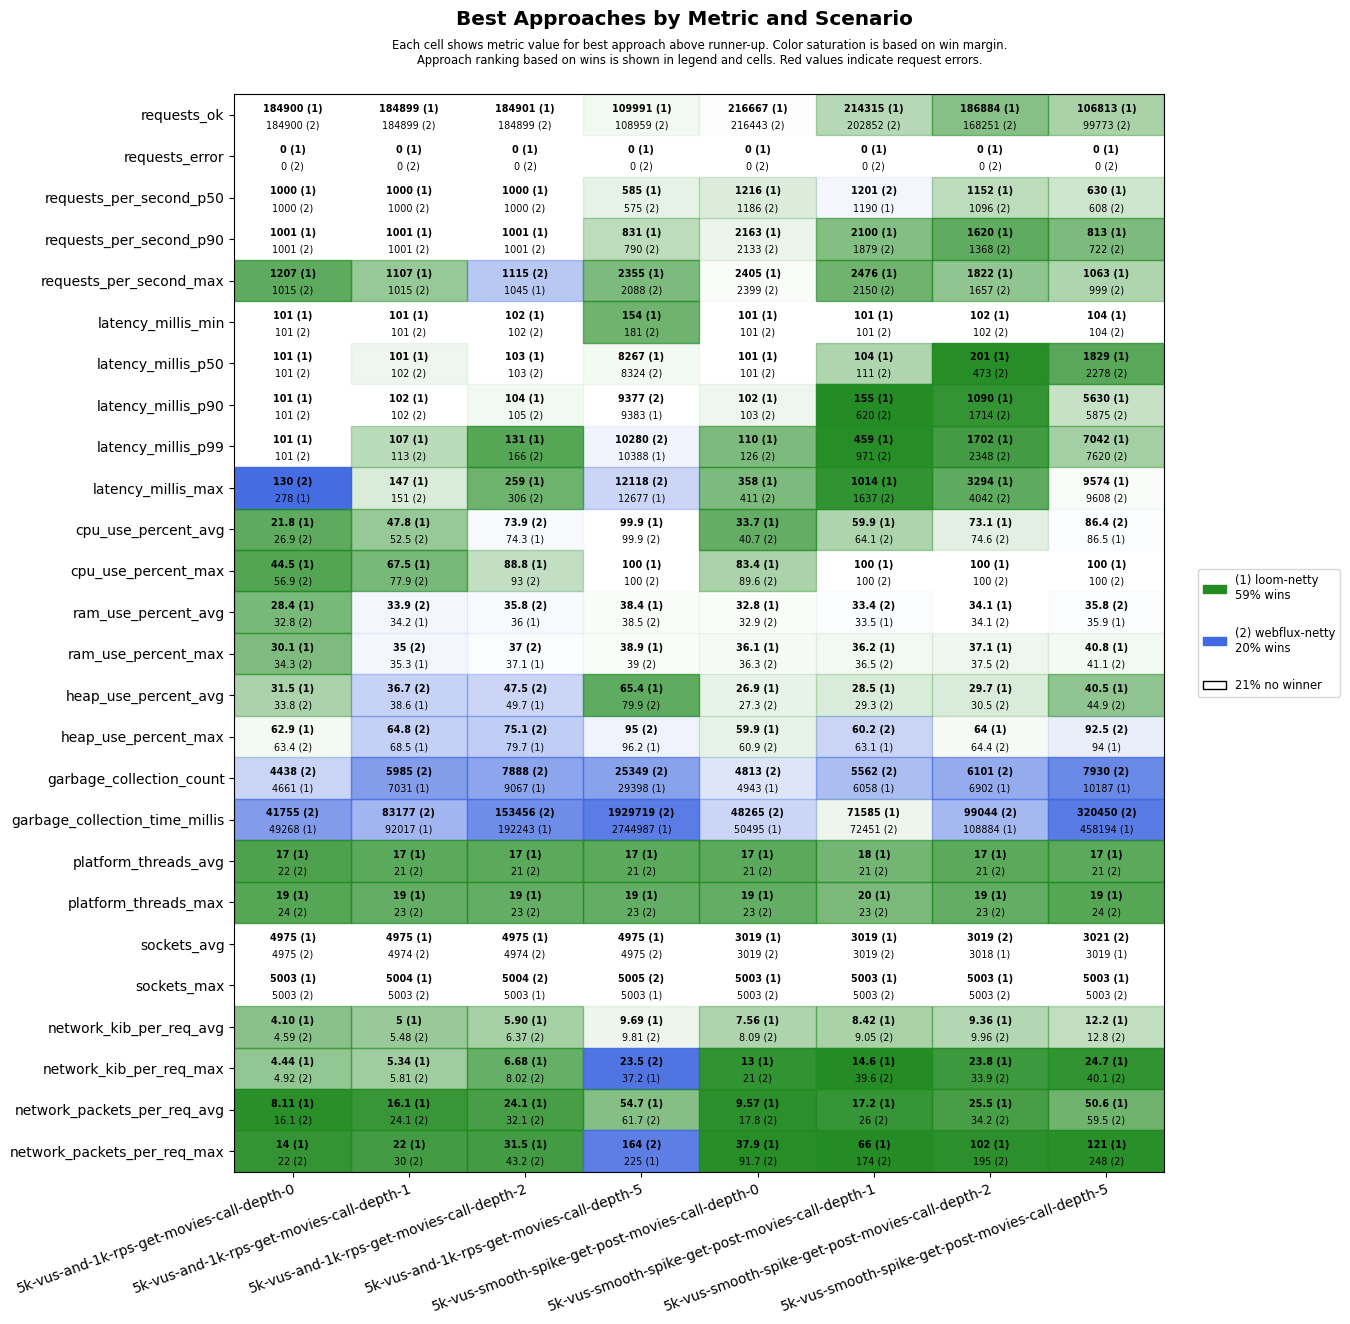 Best Approaches by Metric and Scenario
Each cell shows metric value for best approach above runner-up. Color saturation is based on win margin.
Approach ranking based on wins is shown in legend and cells. Red values indicate request errors.
requests_ok
184900 (1) 184899 (1) 184901 (1) 109991 (1) 216667 (1) 214315 (1) 186884 (1) 106813 (1)
184900 (2) 184899 (2) 184899 (2) 108959 (2) 216443 (2) 202852 (2) 168251 (2) 99773 (2)
requests_error
0 (1) 0 (1) 0 (1) 0 (1) 0 (1) 0 (1) 0 (1) 0 (1)
0 (2) 0 (2) 0 (2) 0 (2) 0 (2) 0 (2) 0 (2) 0 (2)
requests_per_second_p50
1000 (1) 1000 (1) 1000 (1) 585 (1) 1216 (1) 1201 (2) 1152 (1) 630 (1)
1000 (2) 1000 (2) 1000 (2) 575 (2) 1186 (2) 1190 (1) 1096 (2) 608 (2)
requests_per_second_p90
1001 (1) 1001 (1) 1001 (1) 831 (1) 2163 (1) 2100 (1) 1620 (1) 813 (1)
1001 (2) 1001 (2) 1001 (2) 790 (2) 2133 (2) 1879 (2) 1368 (2) 722 (2)
requests_per_second_max
1207 (1) 1107 (1) 1115 (2) 2355 (1) 2405 (1) 2476 (1) 1822 (1) 1063 (1)
1015 (2) 1015 (2) 1045 (1) 2088 (2) 2399 (2) 2150 (2) 1657 (2) 999 (2)
latency_millis_min
101 (1) 101 (1) 102 (1) 154 (1) 101 (1) 101 (1) 102 (1) 104 (1)
101 (2) 101 (2) 102 (2) 181 (2) 101 (2) 101 (2) 102 (2) 104 (2)
latency_millis_p50
101 (1) 101 (1) 103 (1) 8267 (1) 101 (1) 104 (1) 201 (1) 1829 (1)
101 (2) 102 (2) 103 (2) 8324 (2) 101 (2) 111 (2) 473 (2) 2278 (2)
latency_millis_p90
101 (1) 102 (1) 104 (1) 9377 (2) 102 (1) 155 (1) 1090 (1) 5630 (1)
101 (2) 102 (2) 105 (2) 9383 (1) 103 (2) 620 (2) 1714 (2) 5875 (2)
latency_millis_p99
101 (1) 107 (1) 131 (1) 10280 (2) 110 (1) 459 (1) 1702 (1) 7042 (1)
101 (2) 113 (2) 166 (2) 10388 (1) 126 (2) 971 (2) 2348 (2) 7620 (2)
latency_millis_max
130 (2) 147 (1) 259 (1) 12118 (2) 358 (1) 1014 (1) 3294 (1) 9574 (1)
278 (1) 151 (2) 306 (2) 12677 (1) 411 (2) 1637 (2) 4042 (2) 9608 (2)
cpu_use_percent_avg
21.8 (1) 47.8 (1) 73.9 (2) 99.9 (1) 33.7 (1) 59.9 (1) 73.1 (1) 86.4 (2)
26.9 (2) 52.5 (2) 74.3 (1) 99.9 (2) 40.7 (2) 64.1 (2) 74.6 (2) 86.5 (1)
cpu_use_percent_max
44.5 (1) 67.5 (1) 88.8 (1) 100 (1) 83.4 (1) 100 (1) 100 (1) 100 (1)
56.9 (2) 77.9 (2) 93 (2) 100 (2) 89.6 (2) 100 (2) 100 (2) 100 (2)
ram_use_percent_avg
28.4 (1) 33.9 (2) 35.8 (2) 38.4 (1) 32.8 (1) 33.4 (2) 34.1 (1) 35.8 (2)
32.8 (2) 34.2 (1) 36 (1) 38.5 (2) 32.9 (2) 33.5 (1) 34.1 (2) 35.9 (1)
ram_use_percent_max
30.1 (1) 35 (2) 37 (2) 38.9 (1) 36.1 (1) 36.2 (1) 37.1 (1) 40.8 (1)
34.3 (2) 35.3 (1) 37.1 (1) 39 (2) 36.3 (2) 36.5 (2) 37.5 (2) 41.1 (2)
heap_use_percent_avg
31.5 (1) 36.7 (2) 47.5 (2) 65.4 (1) 26.9 (1) 28.5 (1) 29.7 (1) 40.5 (1)
33.8 (2) 38.6 (1) 49.7 (1) 79.9 (2) 27.3 (2) 29.3 (2) 30.5 (2) 44.9 (2)
heap_use_percent_max
62.9 (1) 64.8 (2) 75.1 (2) 95 (2) 59.9 (1) 60.2 (2) 64 (1) 92.5 (2)
63.4 (2) 68.5 (1) 79.7 (1) 96.2 (1) 60.9 (2) 63.1 (1) 64.4 (2) 94 (1)
garbage_collection_count
4438 (2) 5985 (2) 7888 (2) 25349 (2) 4813 (2) 5562 (2) 6101 (2) 7930 (2)
4661 (1) 7031 (1) 9067 (1) 29398 (1) 4943 (1) 6058 (1) 6902 (1) 10187 (1)
garbage_collection_time_millis
41755 (2) 83177 (2) 153456 (2) 1929719 (2) 48265 (2) 71585 (1) 99044 (2) 320450 (2)
49268 (1) 92017 (1) 192243 (1) 2744987 (1) 50495 (1) 72451 (2) 108884 (1) 458194 (1)
platform_threads_avg
17 (1) 17 (1) 17 (1) 17 (1) 17 (1) 18 (1) 17 (1) 17 (1)
22 (2) 21 (2) 21 (2) 21 (2) 21 (2) 21 (2) 21 (2) 21 (2)
platform_threads_max
19 (1) 19 (1) 19 (1) 19 (1) 19 (1) 20 (1) 19 (1) 19 (1)
24 (2) 23 (2) 23 (2) 23 (2) 23 (2) 23 (2) 23 (2) 24 (2)
sockets_avg
4975 (1) 4975 (1) 4975 (1) 4975 (1) 3019 (1) 3019 (1) 3019 (2) 3021 (2)
4975 (2) 4974 (2) 4974 (2) 4975 (2) 3019 (2) 3019 (2) 3018 (1) 3019 (1)
sockets_max
5003 (1) 5004 (1) 5004 (2) 5005 (2) 5003 (1) 5003 (1) 5003 (1) 5003 (1)
5003 (2) 5003 (2) 5003 (1) 5003 (1) 5003 (2) 5003 (2) 5003 (2) 5003 (2)
network_kib_per_req_avg
4.10 (1) 5 (1) 5.90 (1) 9.69 (1) 7.56 (1) 8.42 (1) 9.36 (1) 12.2 (1)
4.59 (2) 5.48 (2) 6.37 (2) 9.81 (2) 8.09 (2) 9.05 (2) 9.96 (2) 12.8 (2)
network_kib_per_req_max
4.44 (1) 5.34 (1) 6.68 (1) 23.5 (2) 13 (1) 14.6 (1) 23.8 (1) 24.7 (1)
4.92 (2) 5.81 (2) 8.02 (2) 37.2 (1) 21 (2) 39.6 (2) 33.9 (2) 40.1 (2)
network_packets_per_req_avg
8.11 (1) 16.1 (1) 24.1 (1) 54.7 (1) 9.57 (1) 17.2 (1) 25.5 (1) 50.6 (1)
16.1 (2) 24.1 (2) 32.1 (2) 61.7 (2) 17.8 (2) 26 (2) 34.2 (2) 59.5 (2)
network_packets_per_req_max
14 (1) 22 (1) 31.5 (1) 164 (2) 37.9 (1) 66 (1) 102 (1) 121 (1)
22 (2) 30 (2) 43.2 (2) 225 (1) 91.7 (2) 174 (2) 195 (2) 248 (2)
5k-vus-and-1k-rps-get-movies-call-depth-0
5k-vus-and-1k-rps-get-movies-call-depth-1
5k-vus-and-1k-rps-get-movies-call-depth-2
5k-vus-and-1k-rps-get-movies-call-depth-5
5k-vus-smooth-spike-get-post-movies-call-depth-0
5k-vus-smooth-spike-get-post-movies-call-depth-1
5k-vus-smooth-spike-get-post-movies-call-depth-2
5k-vus-smooth-spike-get-post-movies-call-depth-5
(1) loom-netty
59% wins
(2) webflux-netty
20% wins
21% no winner